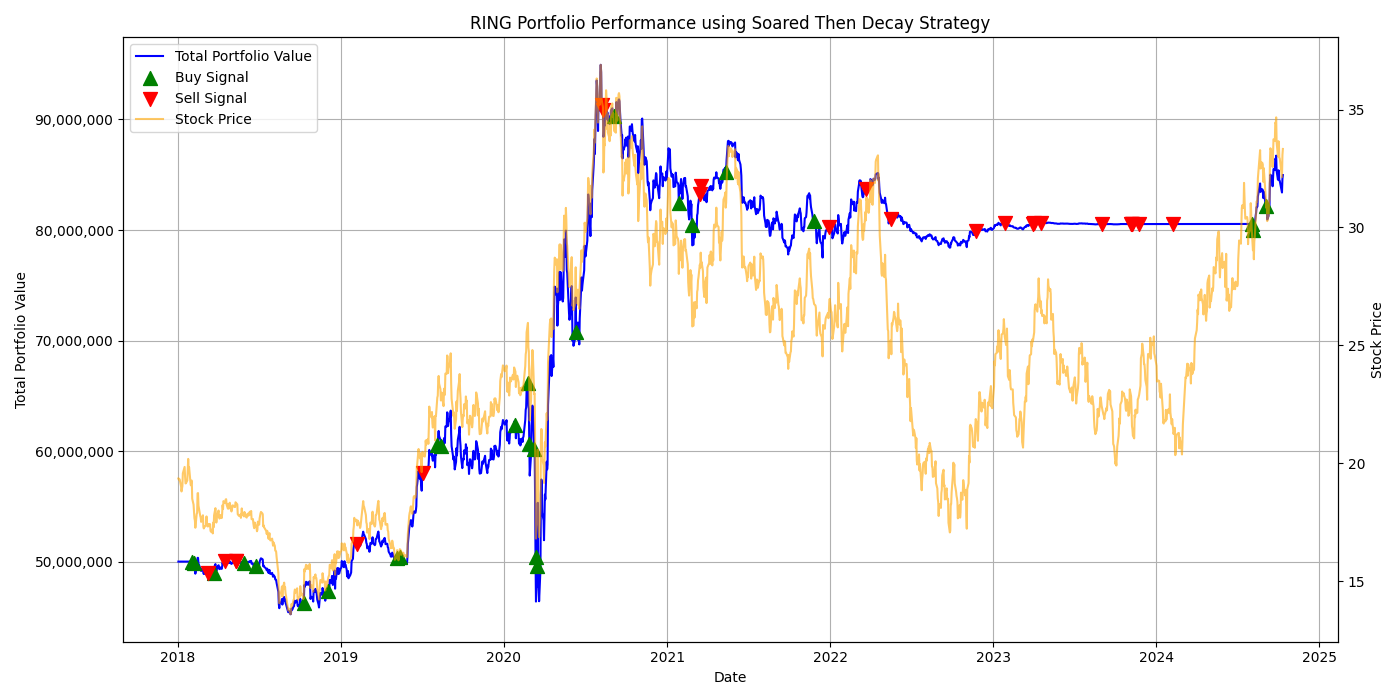 RING Portfolio Performance using Soared Then Decay Strategy
Total Portfolio Value
Buy Signal
Sell Signal
Stock Price
90,000,000
80,000,000
70,000,000
60,000,000
50,000,000
Total Portfolio Value
35
30
25
20
15
Stock Price
2018
2019
2020
2021
2022
2023
2024
2025
Date